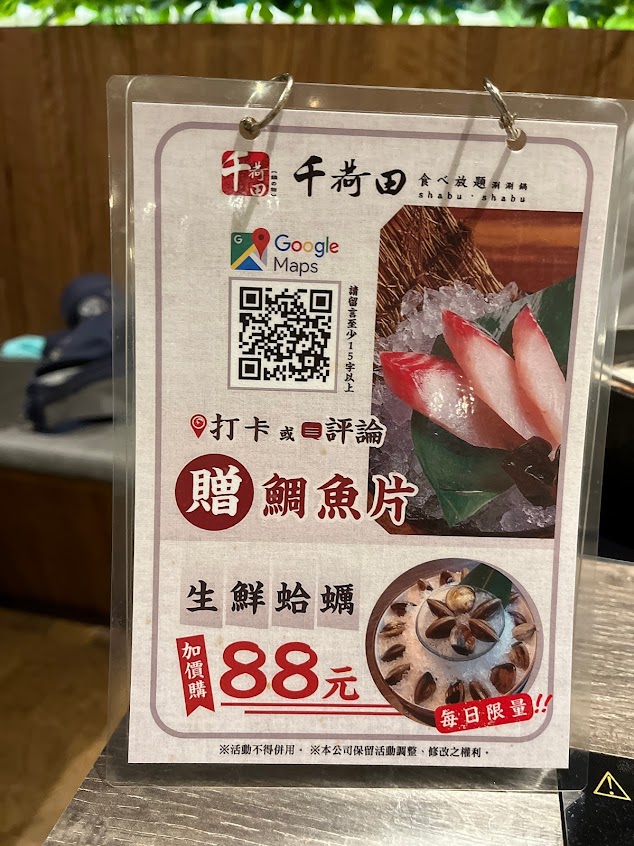 千荷田
千荷田 食べ放題 涮涮鍋
shabu・shabu
Google
Maps
請留言至少15字以上
打卡或評論
贈 鯛魚片
生鮮蛤蠣
加價購
88元
每日限量!!
※活動不得併用。 ※本公司保留活動調整、修改之權利。